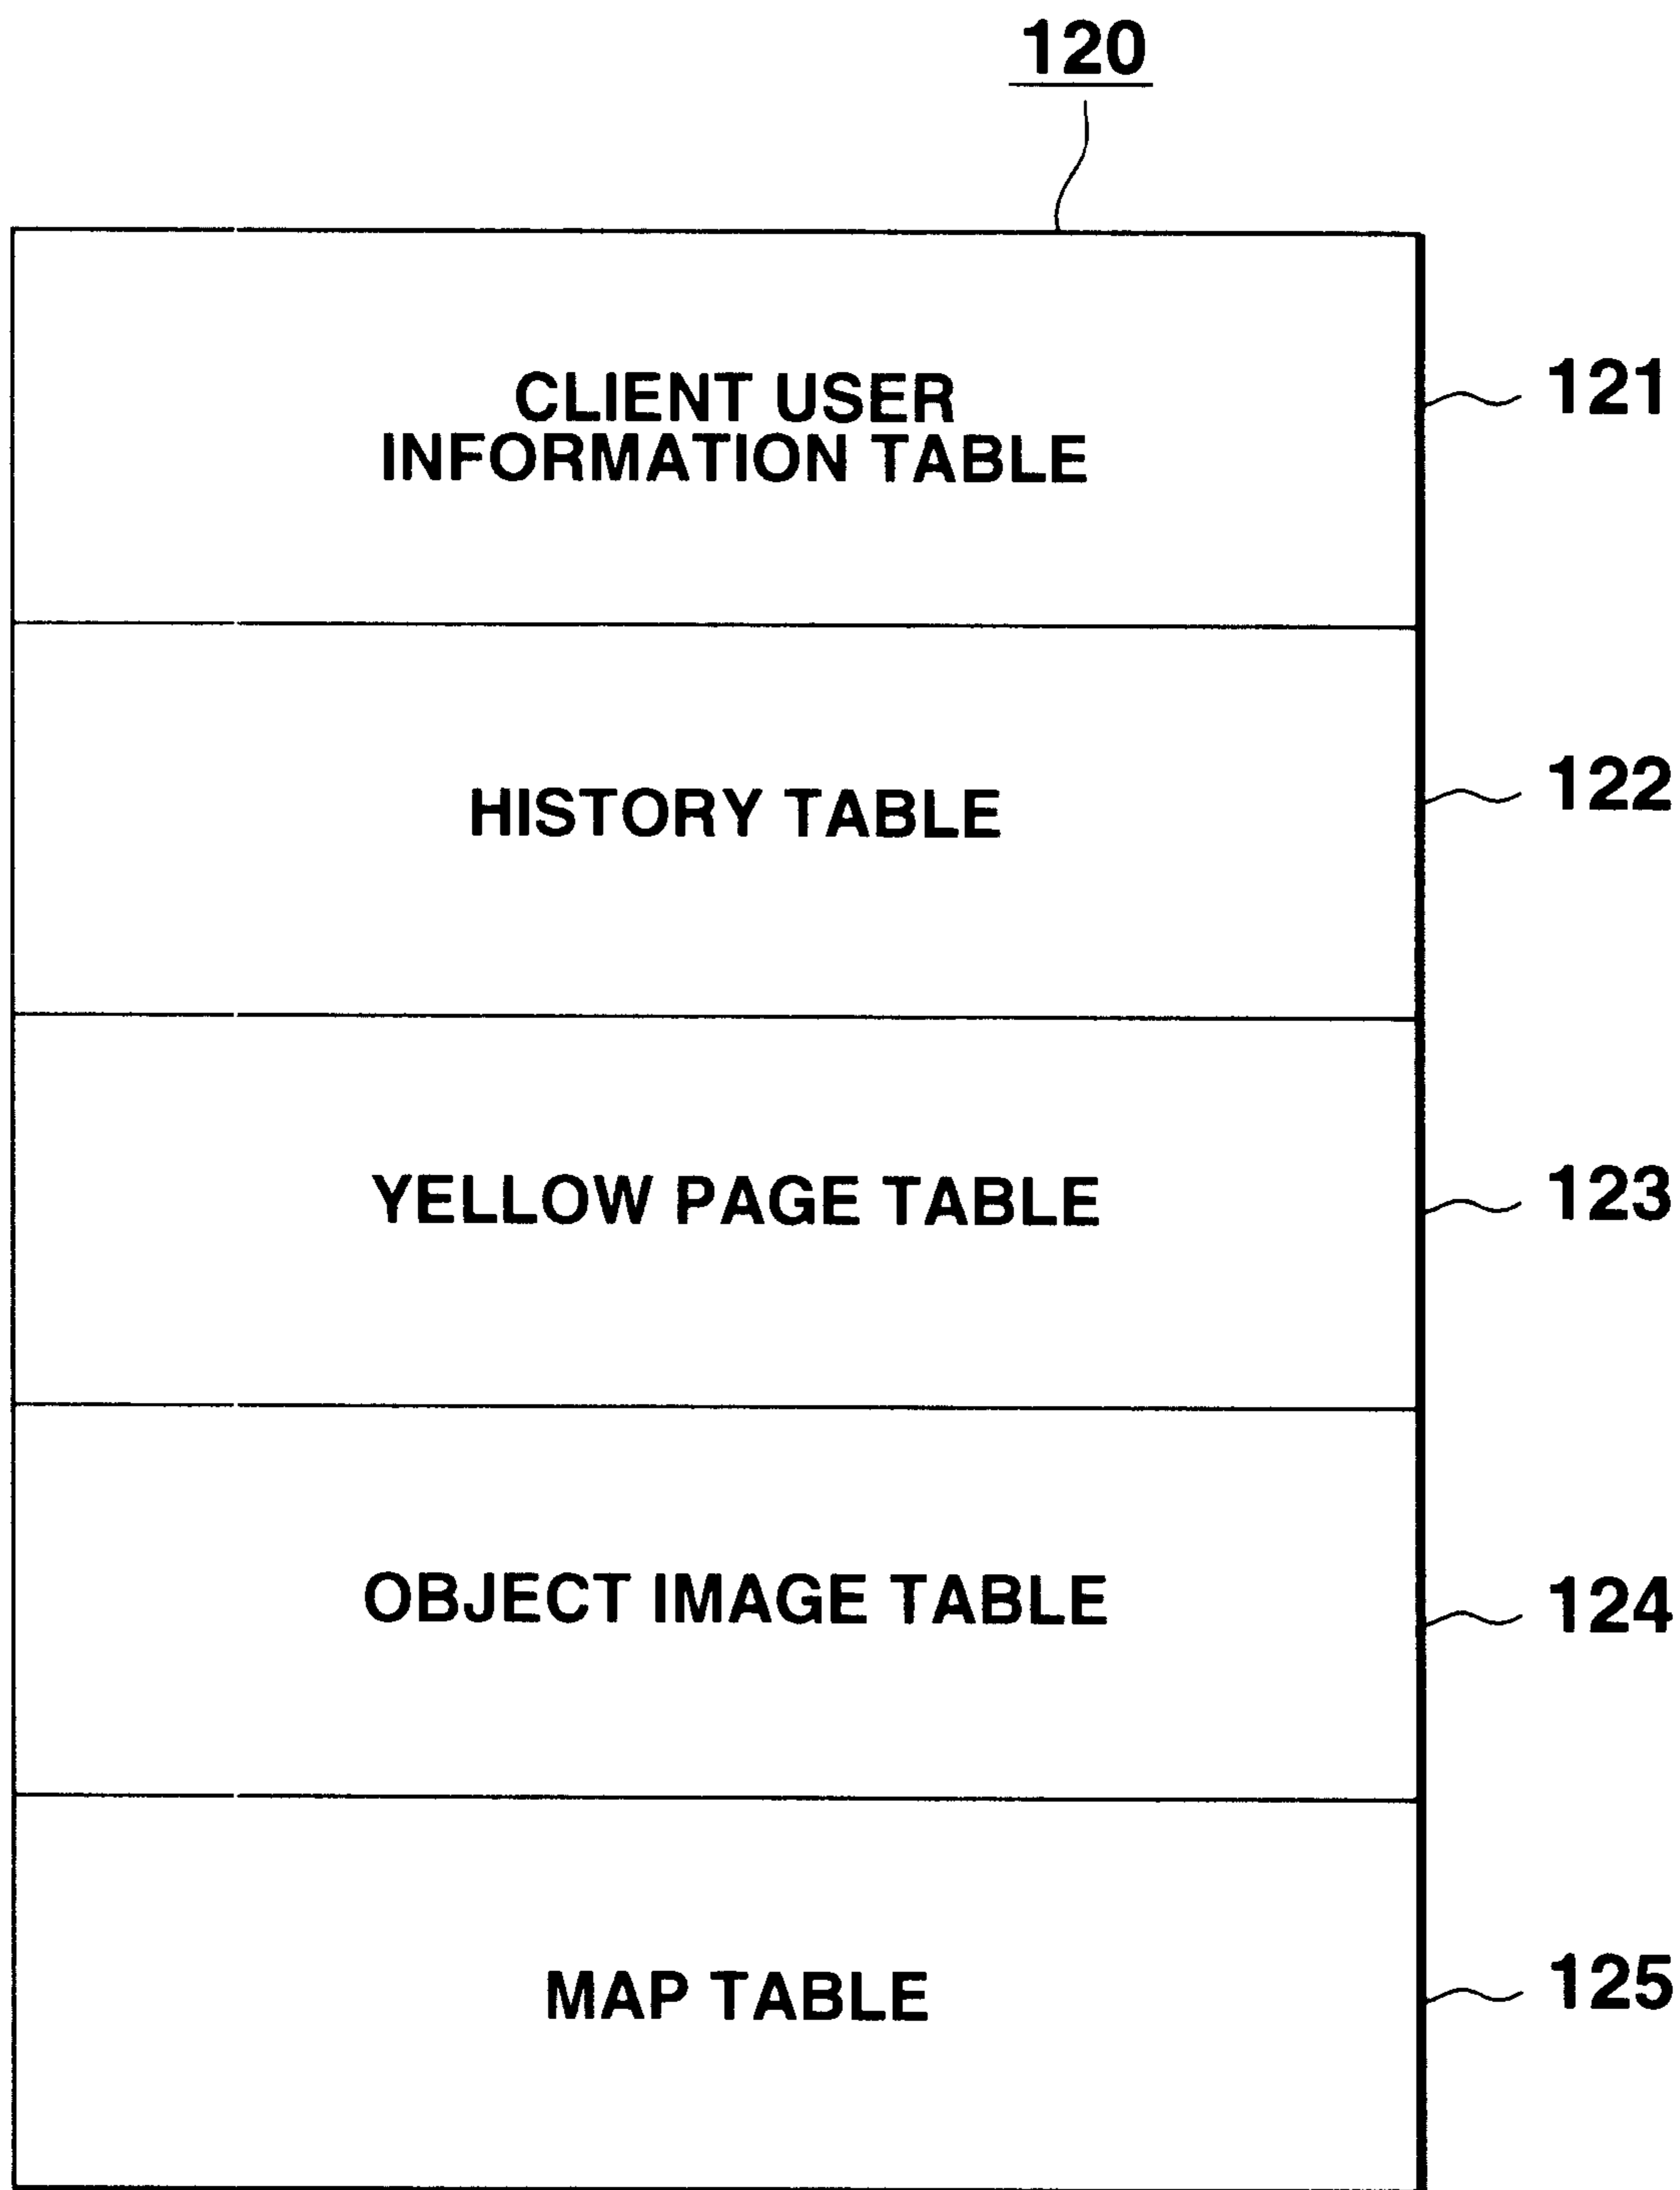 120
CLIENT USER
INFORMATION TABLE
121
HISTORY TABLE
122
YELLOW PAGE TABLE
123
OBJECT IMAGE TABLE
124
MAP TABLE
125